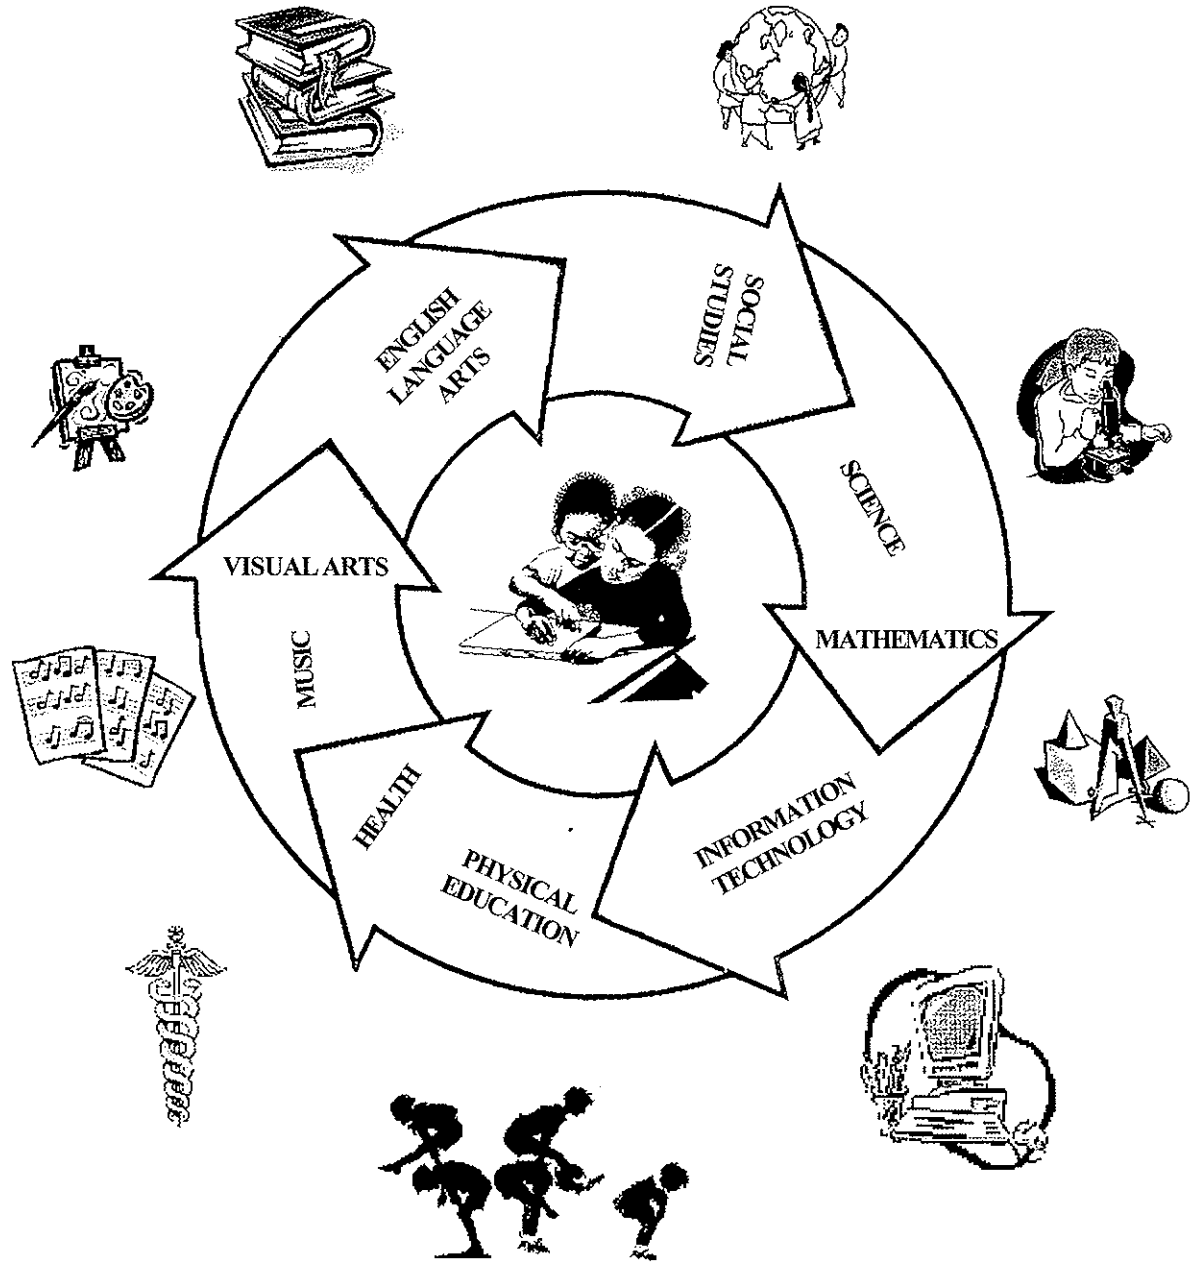 ENGLISH
LANGUAGE
ARTS
SOCIAL
STUDIES
SCIENCE
MATHEMATICS
INFORMATION
TECHNOLOGY
PHYSICAL
EDUCATION
HEALTH
MUSIC
VISUAL ARTS